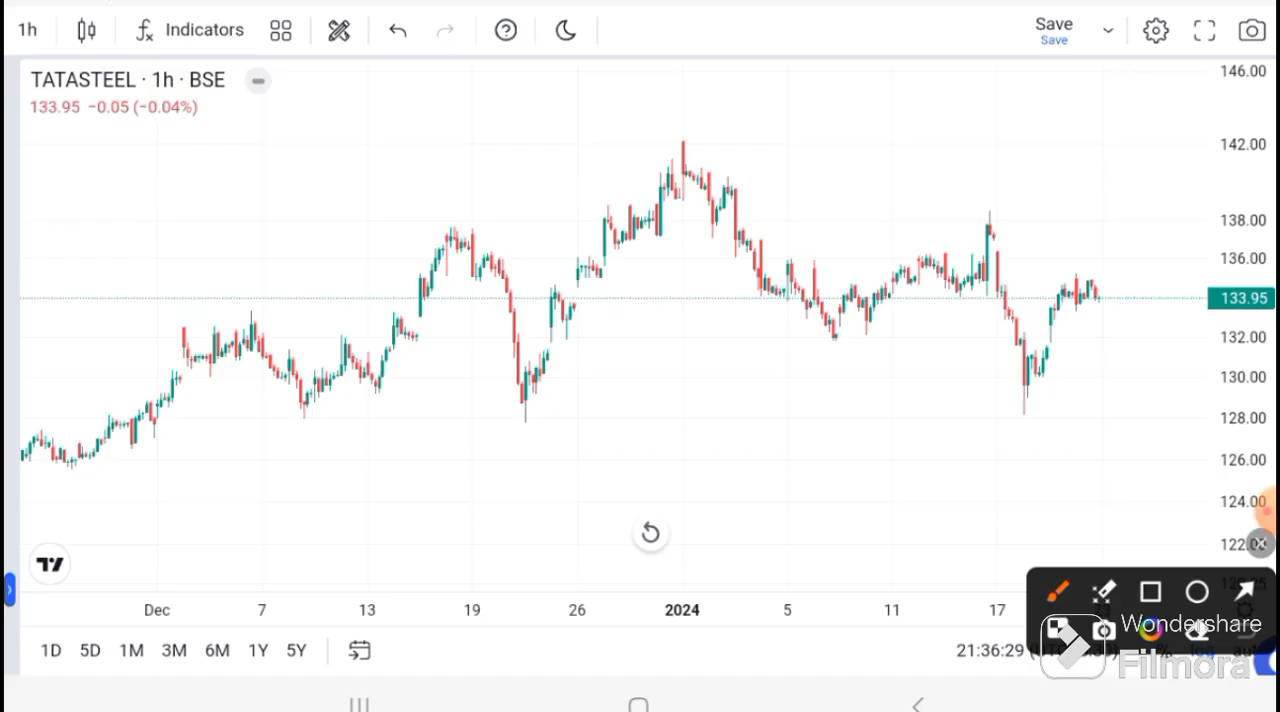 1h Indicators Save
Save
TATASTEEL · 1h · BSE
133.95 −0.05 (−0.04%)
146.00
142.00
138.00
136.00
133.95
132.00
130.00
128.00
126.00
124.00
Dec 7 13 19 26 2024 5 11 17
1D 5D 1M 3M 6M 1Y 5Y 21:36:29
Wondershare
Filmora